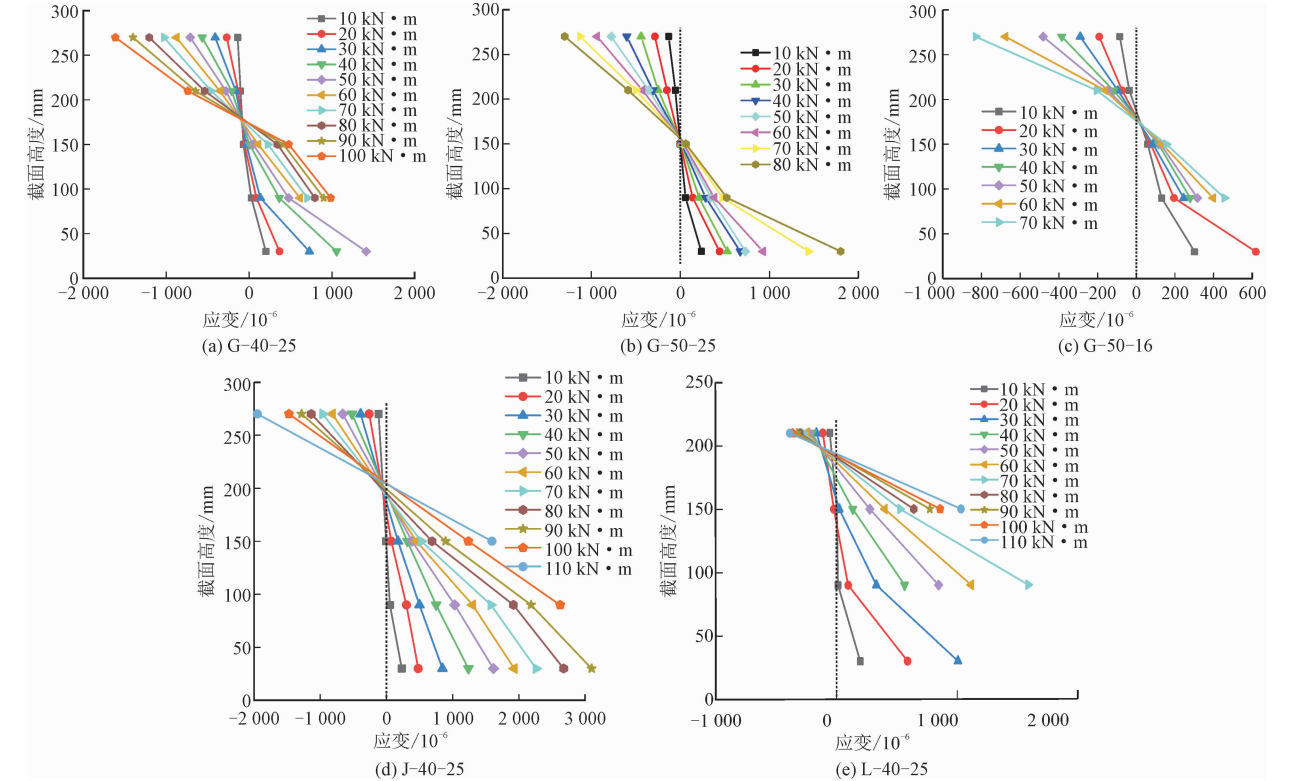 300
250
200
150
100
50
0
截面高度/mm
−2 000
−1 000
0
1 000
2 000
应变/10⁻⁶
10 kN·m
20 kN·m
30 kN·m
40 kN·m
50 kN·m
60 kN·m
70 kN·m
80 kN·m
90 kN·m
100 kN·m
(a) G−40−25
300
250
200
150
100
50
0
截面高度/mm
−2 000
−1 000
0
1 000
2 000
应变/10⁻⁶
10 kN·m
20 kN·m
30 kN·m
40 kN·m
50 kN·m
60 kN·m
70 kN·m
80 kN·m
(b) G−50−25
300
250
200
150
100
50
0
截面高度/mm
−1 000
−800
−600
−400
−200
0
200
400
600
应变/10⁻⁶
10 kN·m
20 kN·m
30 kN·m
40 kN·m
50 kN·m
60 kN·m
70 kN·m
(c) G−50−16
300
250
200
150
100
50
0
截面高度/mm
−2 000
−1 000
0
1 000
2 000
3 000
应变/10⁻⁶
10 kN·m
20 kN·m
30 kN·m
40 kN·m
50 kN·m
60 kN·m
70 kN·m
80 kN·m
90 kN·m
100 kN·m
110 kN·m
(d) J−40−25
250
200
150
100
50
0
截面高度/mm
−1 000
0
1 000
2 000
应变/10⁻⁶
10 kN·m
20 kN·m
30 kN·m
40 kN·m
50 kN·m
60 kN·m
70 kN·m
80 kN·m
90 kN·m
100 kN·m
110 kN·m
(e) L−40−25